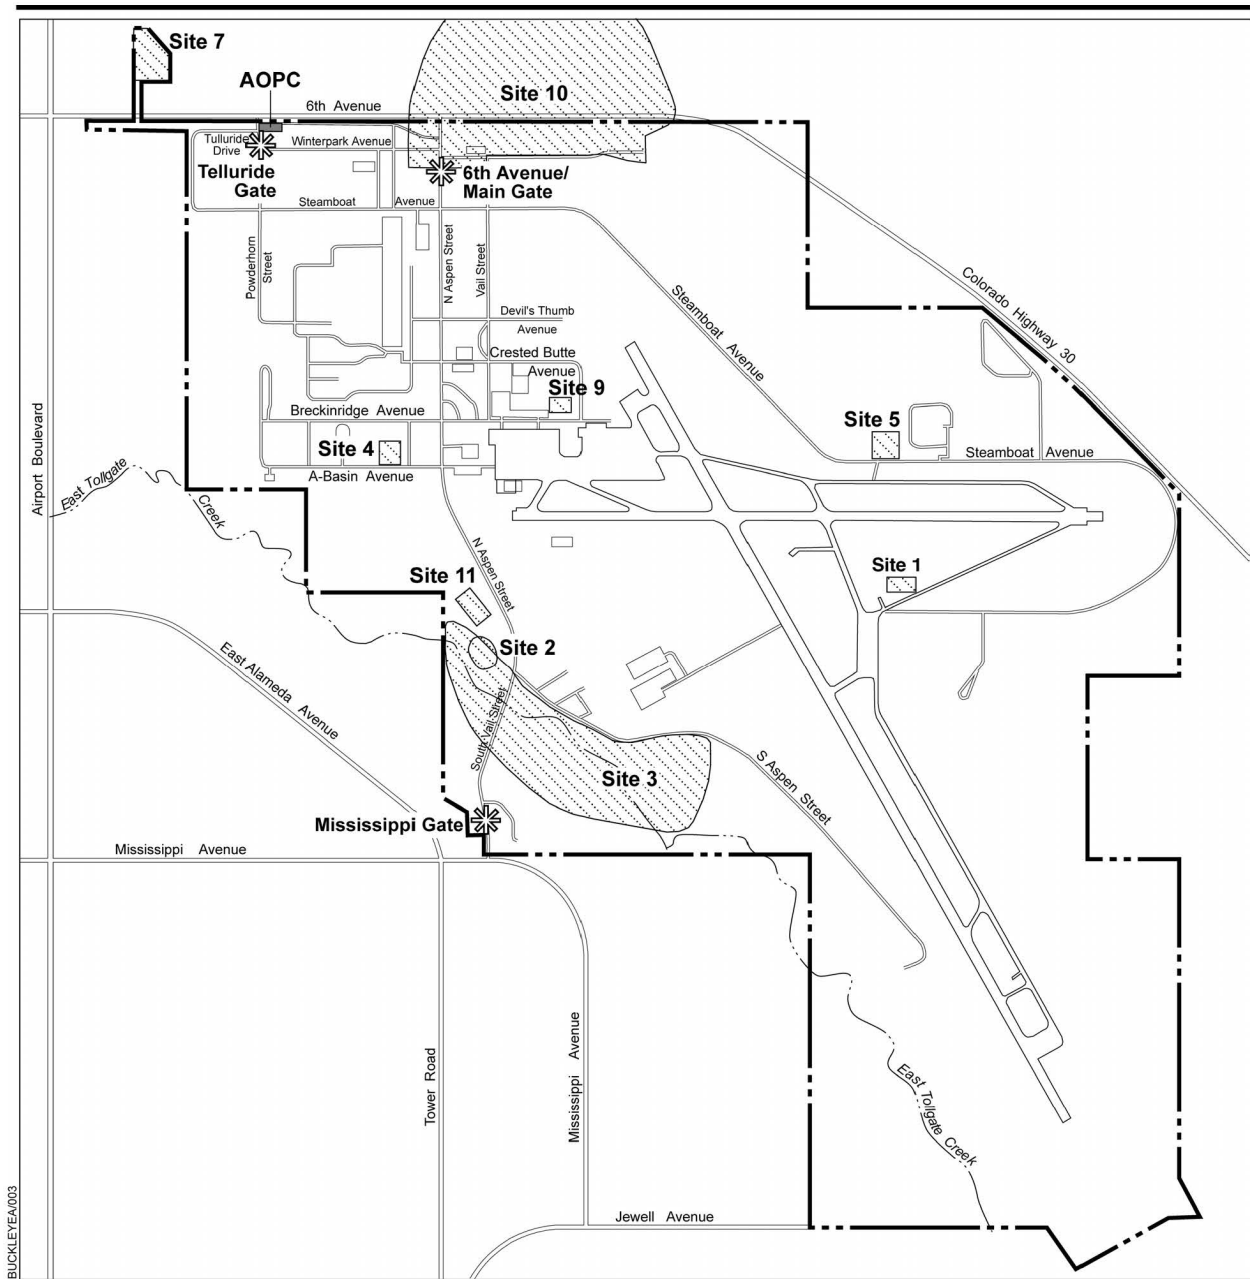 Site 7
AOPC
6th Avenue
Site 10
Tulluride
Drive
Winterpark Avenue
Telluride
Gate
6th Avenue/
Main Gate
Steamboat Avenue
Powderhorn
Street
N Aspen Street
Vail Street
Devil's Thumb
Avenue
Crested Butte
Avenue
Steamboat Avenue
Colorado Highway 30
Site 9
Breckinridge Avenue
Site 4
A-Basin Avenue
Site 5
Steamboat Avenue
Airport Boulevard
East Tollgate
Creek
N Aspen Street
Site 11
Site 1
Site 2
East Alameda Avenue
South Vail Street
Site 3
S Aspen Street
Mississippi Gate
Mississippi Avenue
Tower Road
Mississippi Avenue
East Tollgate Creek
Jewell Avenue
BUCKLEYEA/003